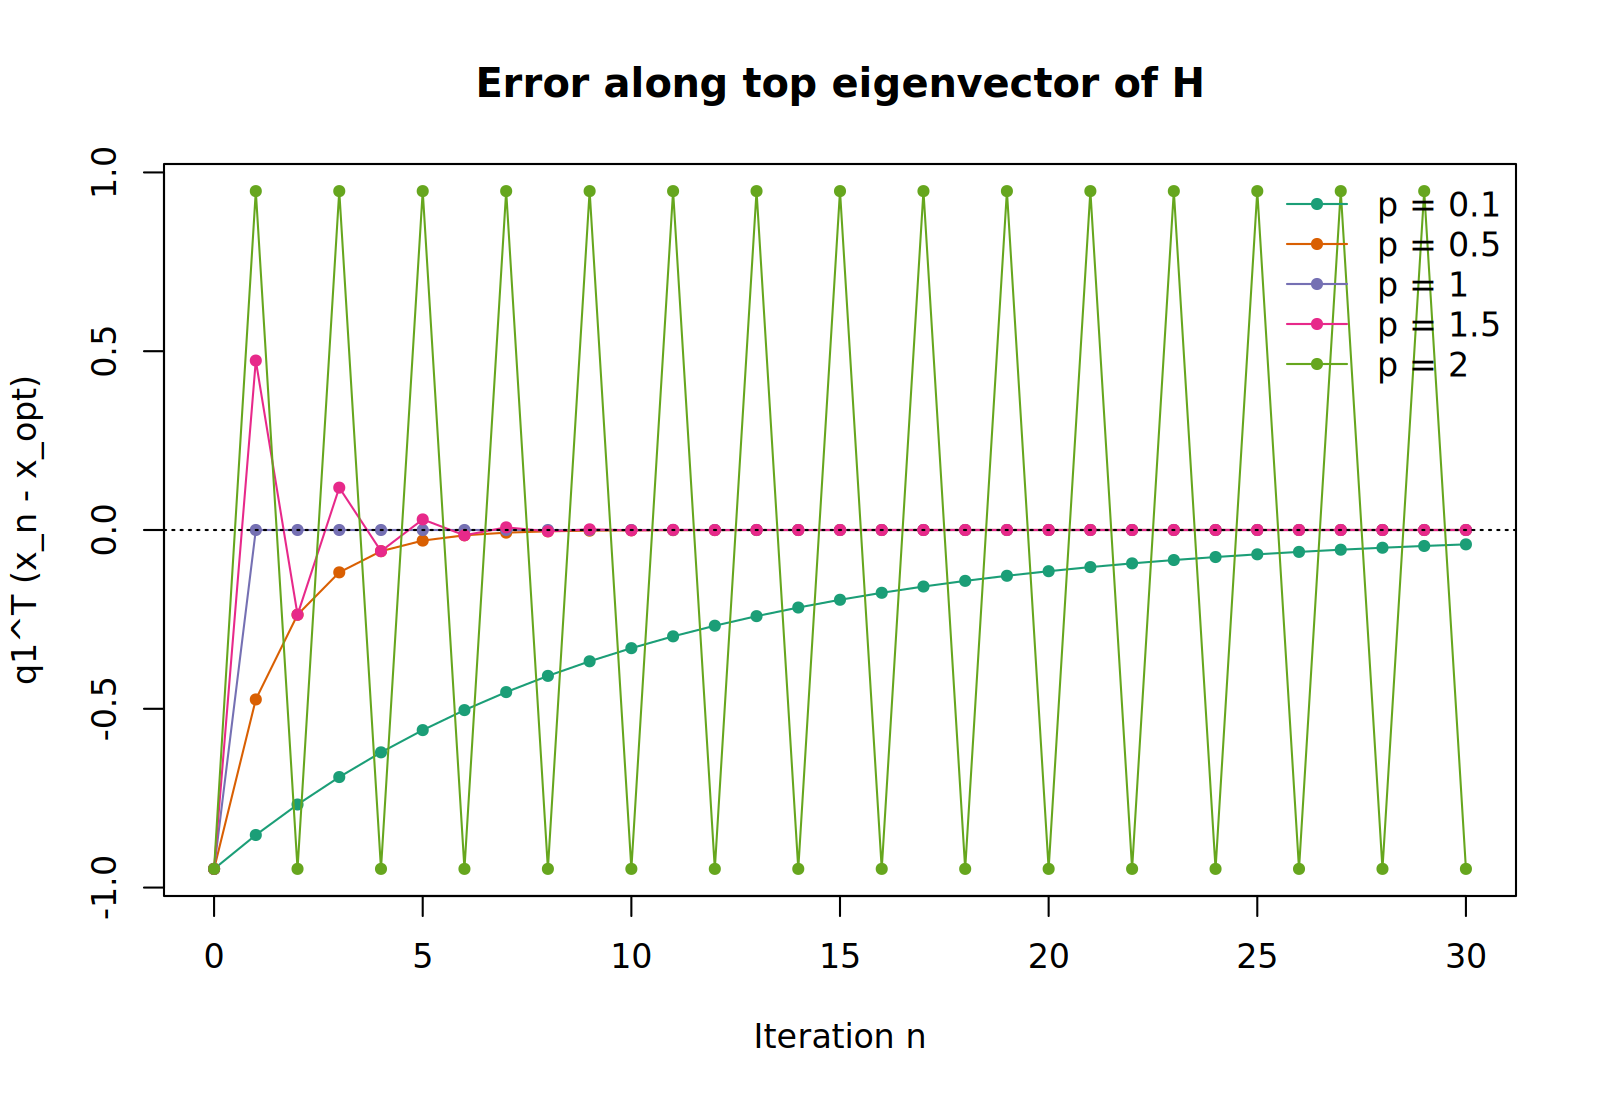 Error along top eigenvector of H
q1^T (x_n - x_opt)
1.0
0.5
0.0
-0.5
-1.0
p = 0.1
p = 0.5
p = 1
p = 1.5
p = 2
0 5 10 15 20 25 30
Iteration n